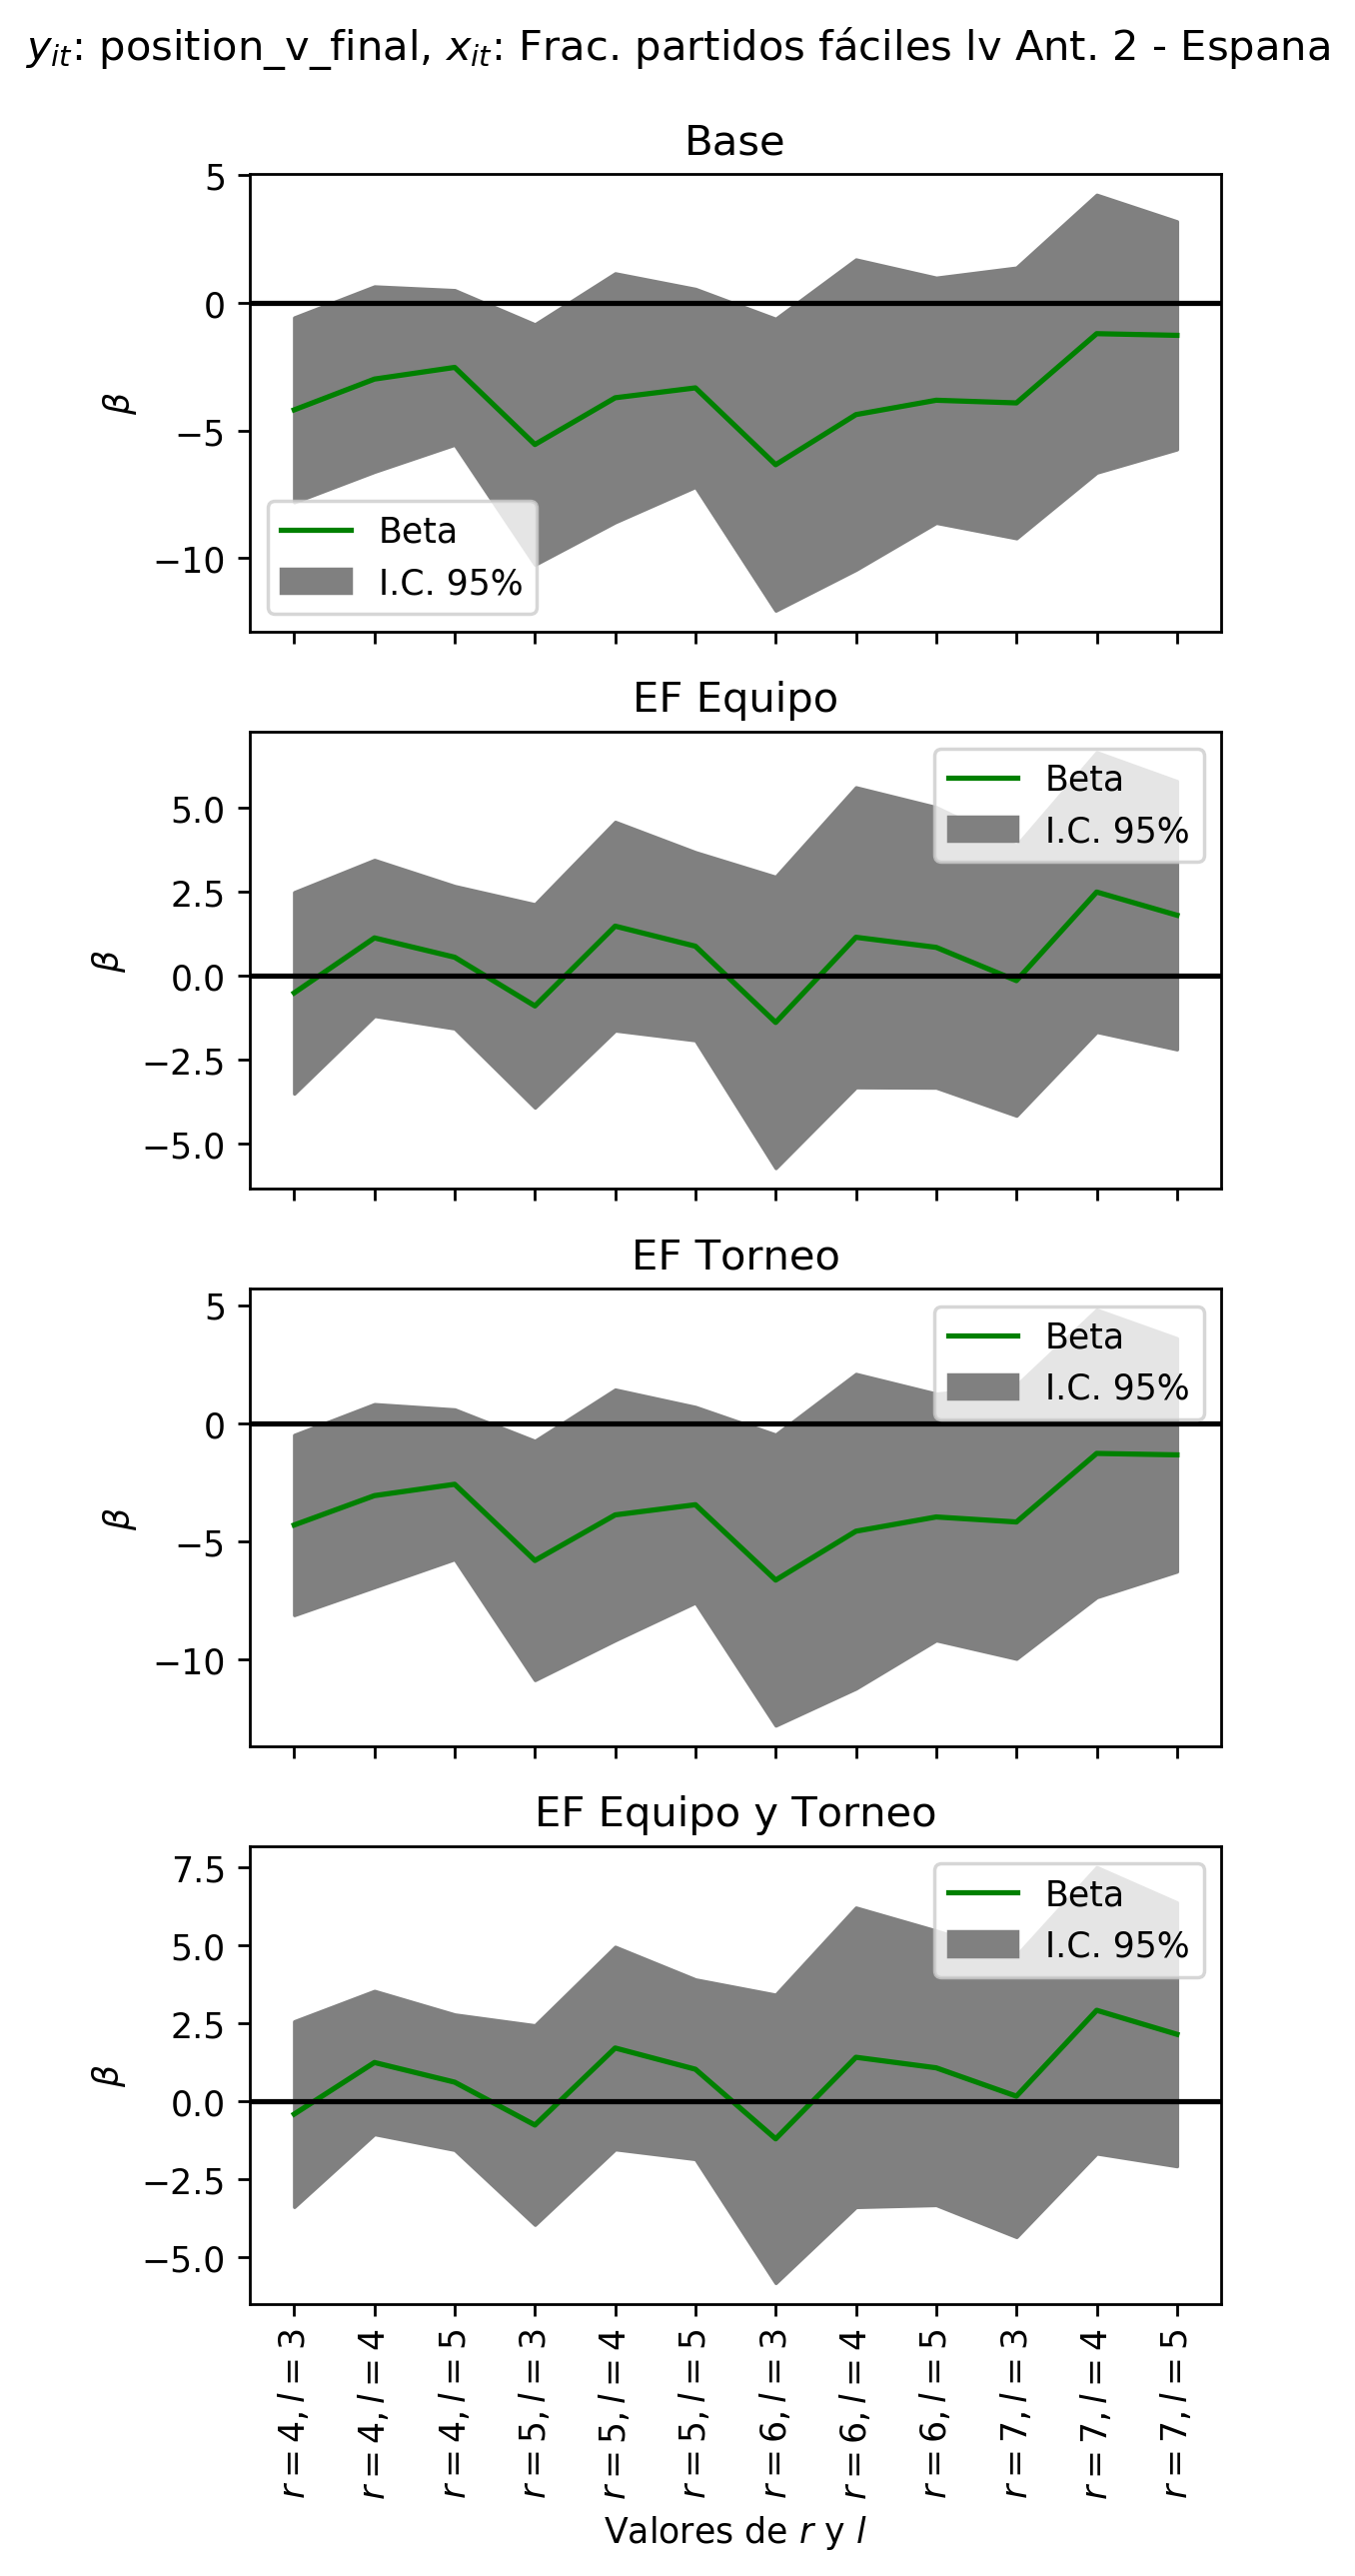 y_{it}: position_v_final, x_{it}: Frac. partidos fáciles lv Ant. 2 - Espana
Base
5
0
−5
−10
β
Beta
I.C. 95%
EF Equipo
5.0
2.5
0.0
−2.5
−5.0
β
Beta
I.C. 95%
EF Torneo
5
0
−5
−10
β
Beta
I.C. 95%
EF Equipo y Torneo
7.5
5.0
2.5
0.0
−2.5
−5.0
β
Beta
I.C. 95%
r = 4, l = 3
r = 4, l = 4
r = 4, l = 5
r = 5, l = 3
r = 5, l = 4
r = 5, l = 5
r = 6, l = 3
r = 6, l = 4
r = 6, l = 5
r = 7, l = 3
r = 7, l = 4
r = 7, l = 5
Valores de r y l